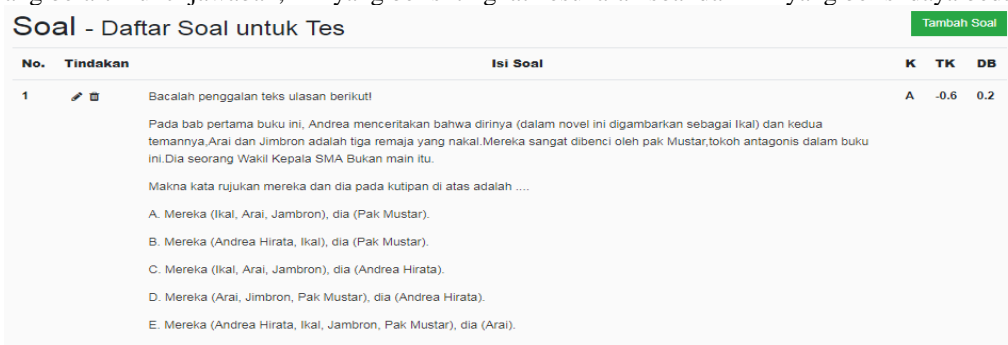 Soal - Daftar Soal untuk Tes
Tambah Soal
No. Tindakan Isi Soal K TK DB
1 Bacalah penggalan teks ulasan berikut! A -0.6 0.2
Pada bab pertama buku ini, Andrea menceritakan bahwa dirinya (dalam novel ini digambarkan sebagai Ikal) dan kedua
temannya,Arai dan Jimbron adalah tiga remaja yang nakal.Mereka sangat dibenci oleh pak Mustar,tokoh antagonis dalam buku
ini.Dia seorang Wakil Kepala SMA Bukan main itu.
Makna kata rujukan mereka dan dia pada kutipan di atas adalah ....
A. Mereka (Ikal, Arai, Jambron), dia (Pak Mustar).
B. Mereka (Andrea Hirata, Ikal), dia (Pak Mustar).
C. Mereka (Ikal, Arai, Jambron), dia (Andrea Hirata).
D. Mereka (Arai, Jimbron, Pak Mustar), dia (Andrea Hirata).
E. Mereka (Andrea Hirata, Ikal, Jambron, Pak Mustar), dia (Arai).